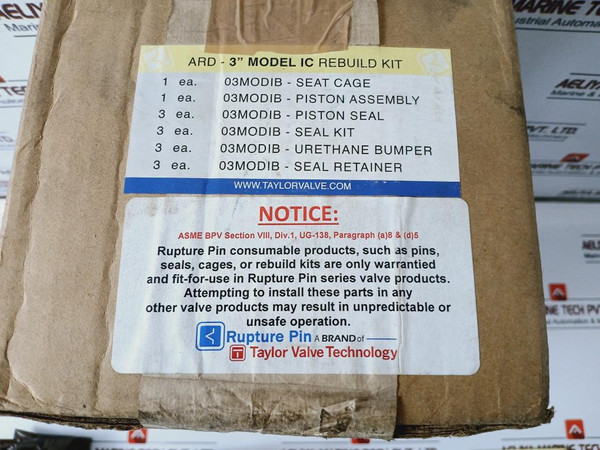 ARD - 3" MODEL IC REBUILD KIT
1 ea. 03MODIB - SEAT CAGE
1 ea. 03MODIB - PISTON ASSEMBLY
3 ea. 03MODIB - PISTON SEAL
3 ea. 03MODIB - SEAL KIT
3 ea. 03MODIB - URETHANE BUMPER
3 ea. 03MODIB - SEAL RETAINER
WWW.TAYLORVALVE.COM
NOTICE:
ASME BPV Section VIII, Div.1, UG-138, Paragraph (a)8 & (d)5
Rupture Pin consumable products, such as pins,
seals, cages, or rebuild kits are only warrantied
and fit-for-use in Rupture Pin series valve products.
Attempting to install these parts in any
other valve products may result in unpredictable or
unsafe operation.
Rupture Pin A BRAND of
Taylor Valve Technology